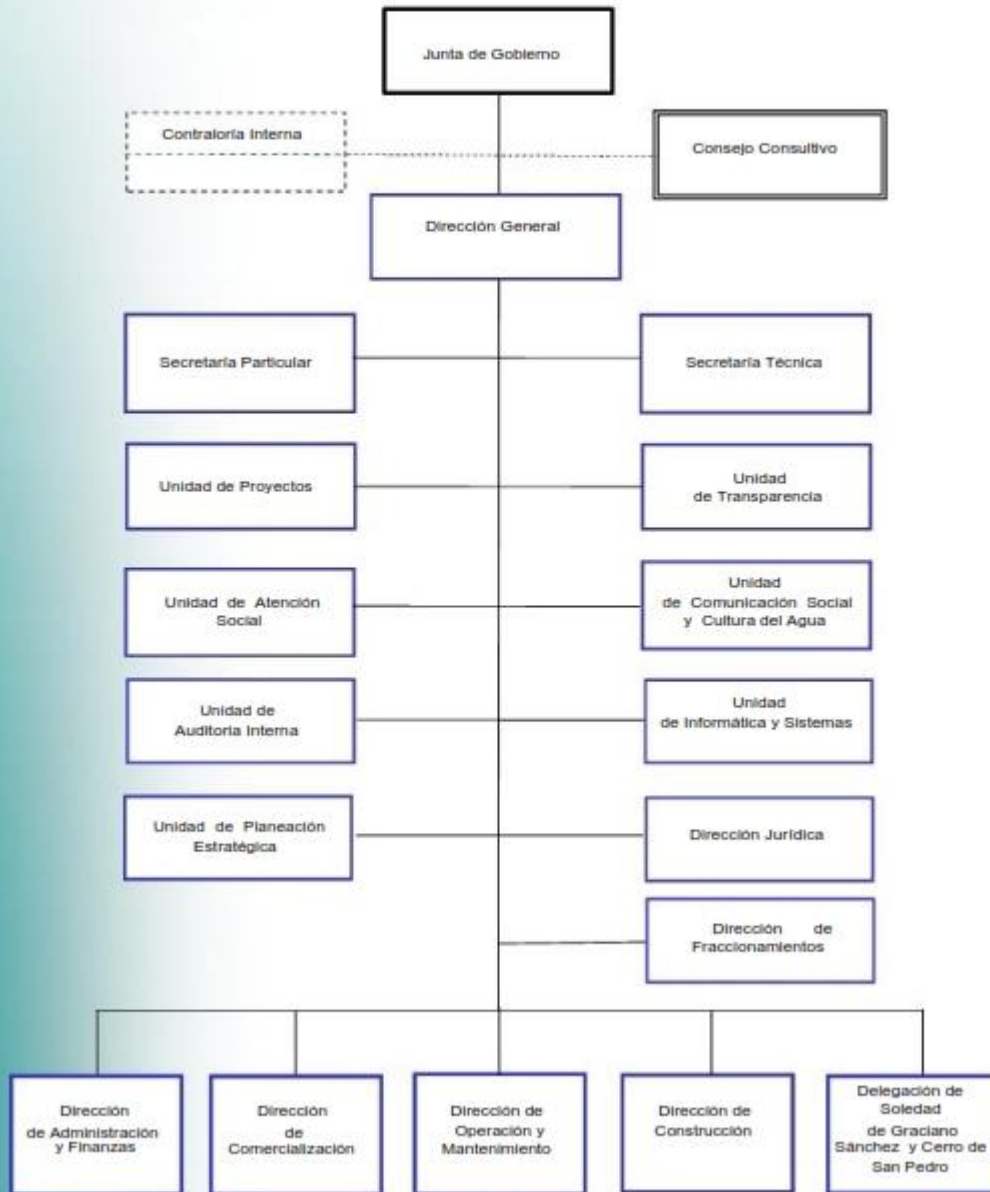 Junta de Gobierno
Contraloría Interna
Consejo Consultivo
Dirección General
Secretaría Particular
Secretaría Técnica
Unidad de Proyectos
Unidad
de Transparencia
Unidad de Atención
Social
Unidad
de Comunicación Social
y Cultura del Agua
Unidad de
Auditoría Interna
Unidad
de Informática y Sistemas
Unidad de Planeación
Estratégica
Dirección Jurídica
Dirección de
Fraccionamientos
Dirección
de Administración
y Finanzas
Dirección
de
Comercialización
Dirección de
Operación y
Mantenimiento
Dirección de
Construcción
Delegación de
Soledad
de Graciano
Sánchez y Cerro de
San Pedro